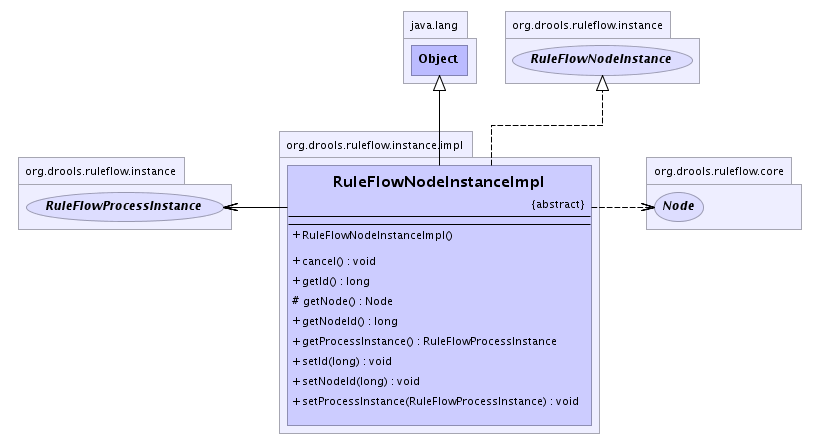 java.lang
Object
org.drools.ruleflow.instance
RuleFlowNodeInstance
org.drools.ruleflow.instance
RuleFlowProcessInstance
org.drools.ruleflow.instance.impl
RuleFlowNodeInstanceImpl
{abstract}
+ RuleFlowNodeInstanceImpl()
+ cancel() : void
+ getId() : long
# getNode() : Node
+ getNodeId() : long
+ getProcessInstance() : RuleFlowProcessInstance
+ setId(long) : void
+ setNodeId(long) : void
+ setProcessInstance(RuleFlowProcessInstance) : void
org.drools.ruleflow.core
Node